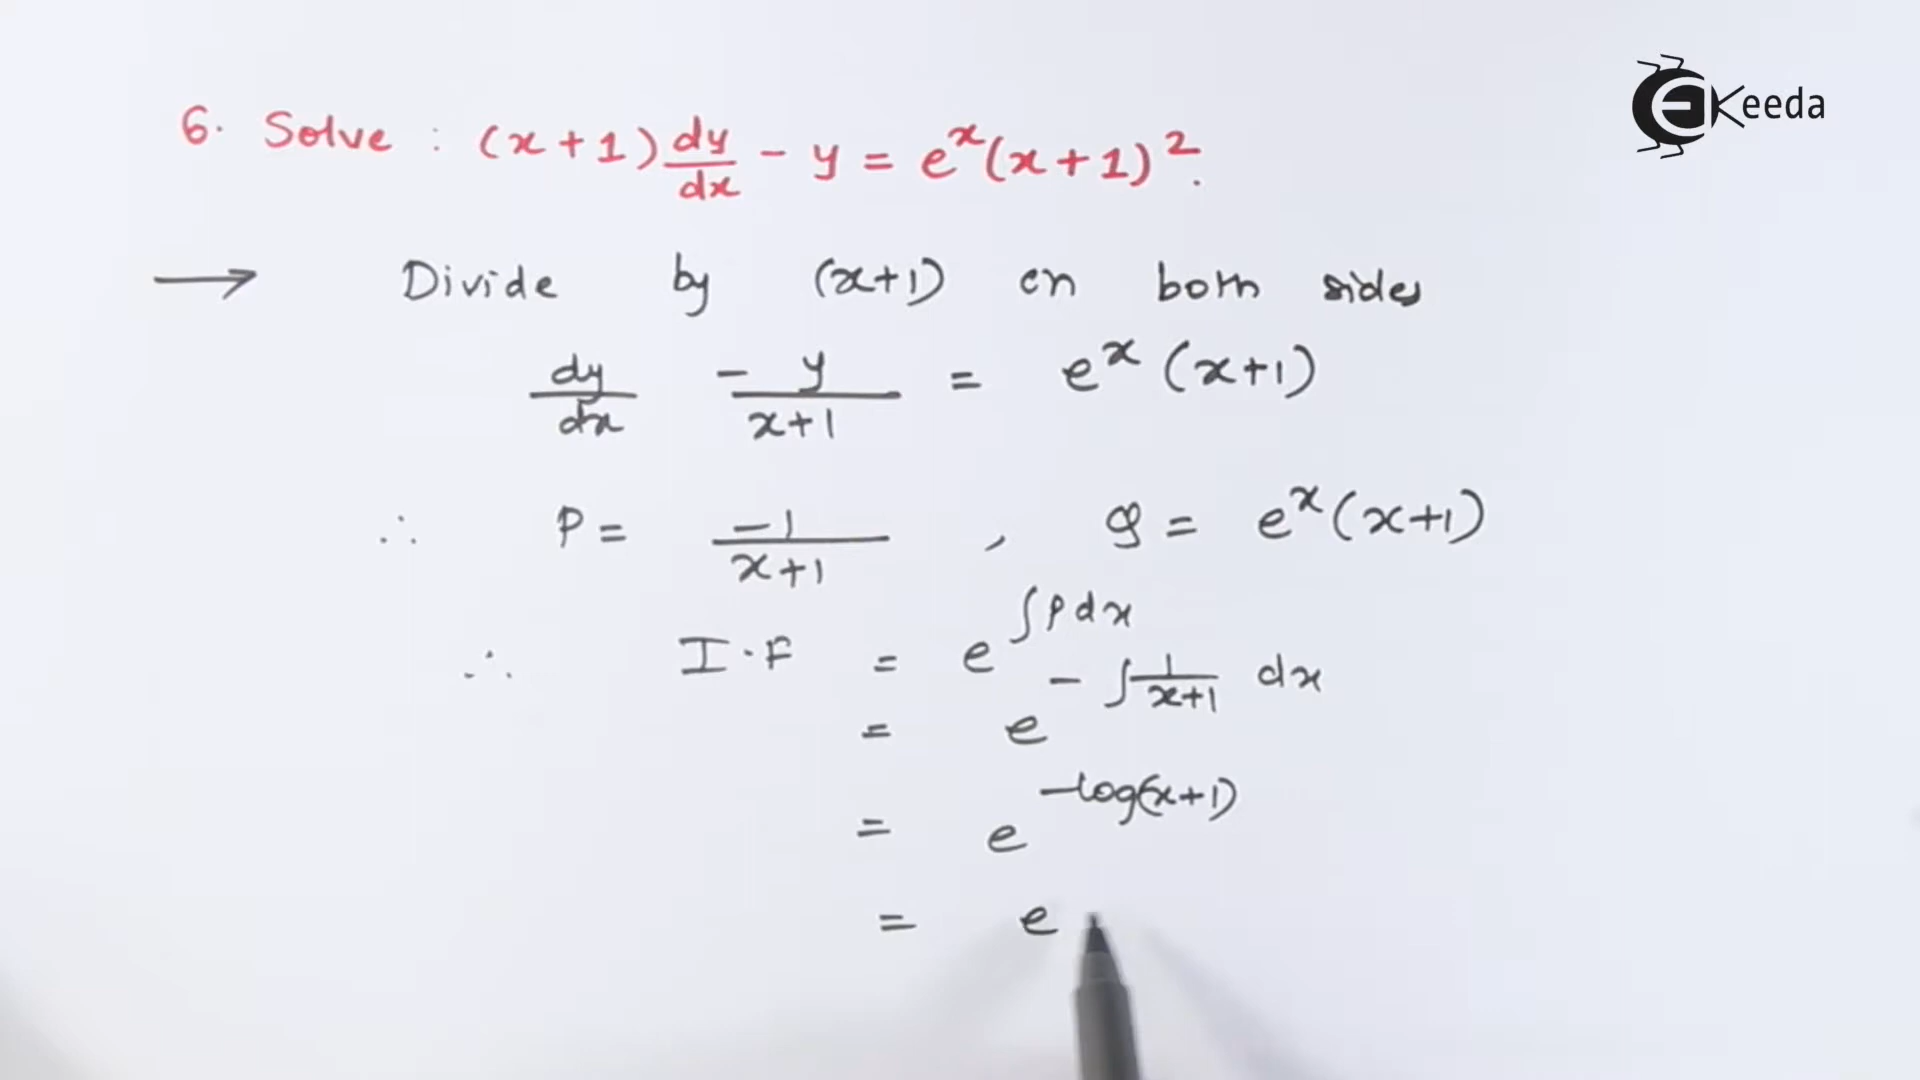 Keeda
6. Solve : (x+1) dy/dx - y = e^x (x+1)^2.
→ Divide by (x+1) on both sides
dy/dx - y/x+1 = e^x (x+1)
∴ P = -1/x+1 , Q = e^x (x+1)
∴ I.F = e^∫P dx
= e^-∫1/x+1 dx
= e^-log(x+1)
= e